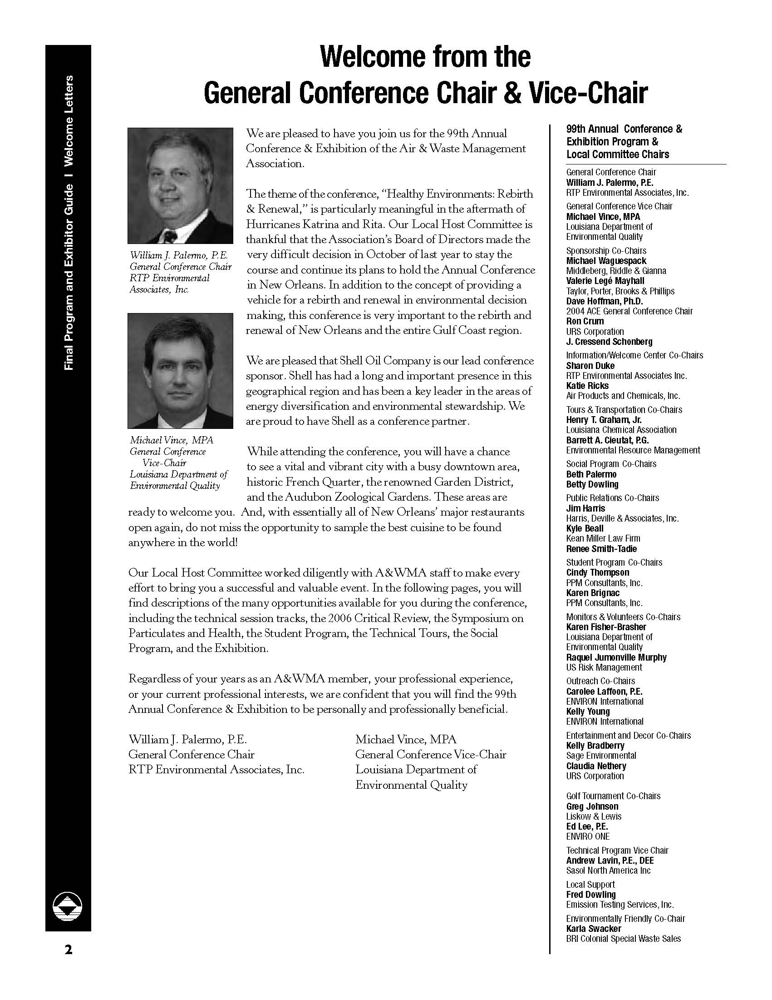 Final Program and Exhibitor Guide I Welcome Letters
Welcome from the
General Conference Chair & Vice-Chair
William J. Palermo, P.E.
General Conference Chair
RTP Environmental
Associates, Inc.
Michael Vince, MPA
General Conference
Vice-Chair
Louisiana Department of
Environmental Quality
We are pleased to have you join us for the 99th Annual
Conference & Exhibition of the Air & Waste Management
Association.
The theme of the conference, “Healthy Environments: Rebirth
& Renewal,” is particularly meaningful in the aftermath of
Hurricanes Katrina and Rita. Our Local Host Committee is
thankful that the Association’s Board of Directors made the
very difficult decision in October of last year to stay the
course and continue its plans to hold the Annual Conference
in New Orleans. In addition to the concept of providing a
vehicle for a rebirth and renewal in environmental decision
making, this conference is very important to the rebirth and
renewal of New Orleans and the entire Gulf Coast region.
We are pleased that Shell Oil Company is our lead conference
sponsor. Shell has had a long and important presence in this
geographical region and has been a key leader in the areas of
energy diversification and environmental stewardship. We
are proud to have Shell as a conference partner.
While attending the conference, you will have a chance
to see a vital and vibrant city with a busy downtown area,
historic French Quarter, the renowned Garden District,
and the Audubon Zoological Gardens. These areas are
ready to welcome you. And, with essentially all of New Orleans’ major restaurants
open again, do not miss the opportunity to sample the best cuisine to be found
anywhere in the world!
Our Local Host Committee worked diligently with A&WMA staff to make every
effort to bring you a successful and valuable event. In the following pages, you will
find descriptions of the many opportunities available for you during the conference,
including the technical session tracks, the 2006 Critical Review, the Symposium on
Particulates and Health, the Student Program, the Technical Tours, the Social
Program, and the Exhibition.
Regardless of your years as an A&WMA member, your professional experience,
or your current professional interests, we are confident that you will find the 99th
Annual Conference & Exhibition to be personally and professionally beneficial.
William J. Palermo, P.E.
General Conference Chair
RTP Environmental Associates, Inc.
Michael Vince, MPA
General Conference Vice-Chair
Louisiana Department of
Environmental Quality
99th Annual Conference &
Exhibition Program &
Local Committee Chairs
General Conference Chair
William J. Palermo, P.E.
RTP Environmental Associates, Inc.
General Conference Vice Chair
Michael Vince, MPA
Louisiana Department of
Environmental Quality
Sponsorship Co-Chairs
Michael Waguespack
Middleberg, Riddle & Gianna
Valerie Legé Mayhall
Taylor, Porter, Brooks & Phillips
Dave Hoffman, Ph.D.
2004 ACE General Conference Chair
Ron Crum
URS Corporation
J. Cressend Schonberg
Information/Welcome Center Co-Chairs
Sharon Duke
RTP Environmental Associates Inc.
Katie Ricks
Air Products and Chemicals, Inc.
Tours & Transportation Co-Chairs
Henry T. Graham, Jr.
Louisiana Chemical Association
Barrett A. Cieutat, P.G.
Environmental Resource Management
Social Program Co-Chairs
Beth Palermo
Betty Dowling
Public Relations Co-Chairs
Jim Harris
Harris, Deville & Associates, Inc.
Kyle Beall
Kean Miller Law Firm
Renee Smith-Tadie
Student Program Co-Chairs
Cindy Thompson
PPM Consultants, Inc.
Karen Brignac
PPM Consultants, Inc.
Monitors & Volunteers Co-Chairs
Karen Fisher-Brasher
Louisiana Department of
Environmental Quality
Raquel Jumonville Murphy
US Risk Management
Outreach Co-Chairs
Carolee Laffoon, P.E.
ENVIRON International
Kelly Young
ENVIRON International
Entertainment and Decor Co-Chairs
Kelly Bradberry
Sage Environmental
Claudia Nethery
URS Corporation
Golf Tournament Co-Chairs
Greg Johnson
Liskow & Lewis
Ed Lee, P.E.
ENVIRO ONE
Technical Program Vice Chair
Andrew Lavin, P.E., DEE
Sasol North America Inc
Local Support
Fred Dowling
Emission Testing Services, Inc.
Environmentally Friendly Co-Chair
Karla Swacker
BRI Colonial Special Waste Sales
2